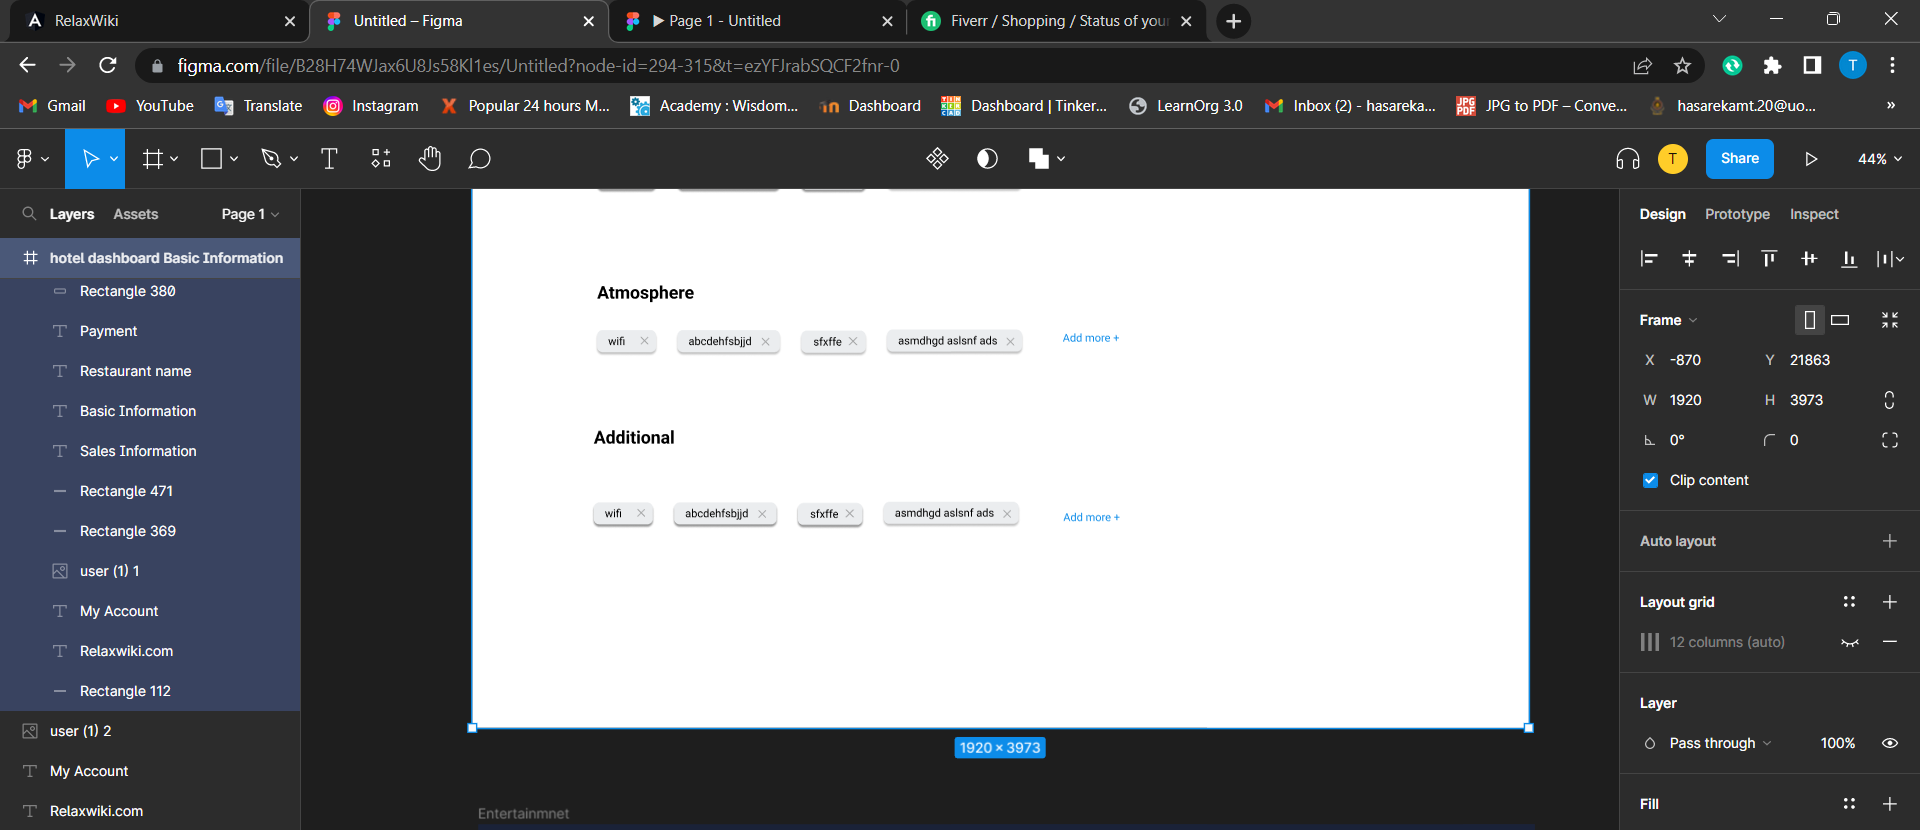 RelaxWiki
Untitled – Figma
▶ Page 1 - Untitled
Fiverr / Shopping / Status of your
figma.com/file/B28H74WJax6U8Js58Kl1es/Untitled?node-id=294-315&t=ezYFJrabSQCF2fnr-0
T
Gmail
YouTube
Translate
Instagram
Popular 24 hours M...
Academy : Wisdom...
Dashboard
Dashboard | Tinker...
LearnOrg 3.0
Inbox (2) - hasareka...
JPG to PDF – Conve...
hasarekamt.20@uo...
»
T
Share
44%
Layers
Assets
Page 1
hotel dashboard Basic Information
Rectangle 380
Payment
Restaurant name
Basic Information
Sales Information
Rectangle 471
Rectangle 369
user (1) 1
My Account
Relaxwiki.com
Rectangle 112
user (1) 2
My Account
Relaxwiki.com
Atmosphere
wifi
abcdehfsbjjd
sfxffe
asmdhgd aslsnf ads
Add more +
Additional
wifi
abcdehfsbjjd
sfxffe
asmdhgd aslsnf ads
Add more +
1920 × 3973
Entertainmnet
Design
Prototype
Inspect
Frame
X -870
Y 21863
W 1920
H 3973
0°
0
Clip content
Auto layout
Layout grid
12 columns (auto)
Layer
Pass through
100%
Fill